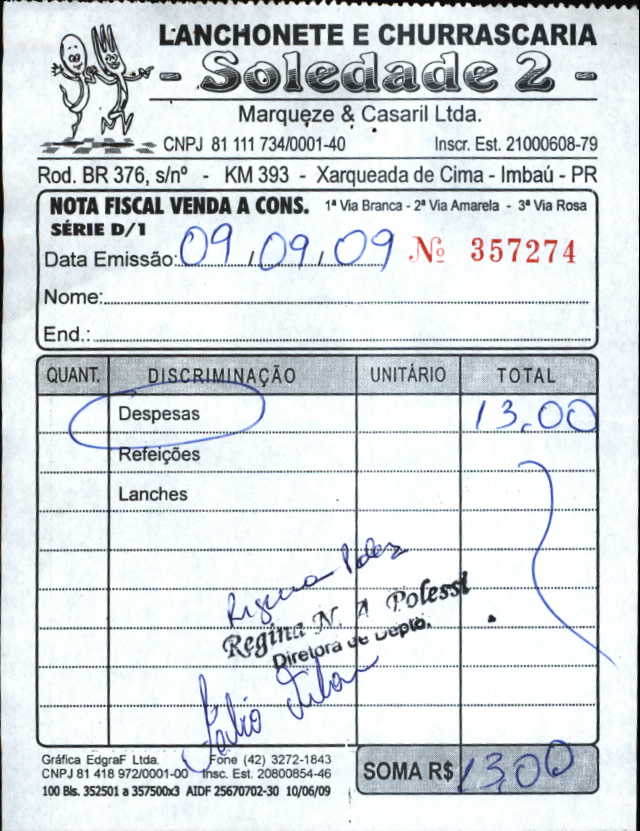 LANCHONETE E CHURRASCARIA
- Soledade 2 -
Marqueze & Casaril Ltda.
CNPJ 81 111 734/0001-40 Inscr. Est. 21000608-79
Rod. BR 376, s/nº - KM 393 - Xarqueada de Cima - Imbaú - PR
NOTA FISCAL VENDA A CONS. 1ª Via Branca - 2ª Via Amarela - 3ª Via Rosa
SÉRIE D/1
Data Emissão: 09 / 09 / 09 Nº 357274
Nome:
End.:
QUANT. DISCRIMINAÇÃO UNITÁRIO TOTAL
Despesas 13,00
Refeições
Lanches
Regina
Regina N. A Polessi
Diretora de Depto.
Gráfica EdgraF Ltda. Fone (42) 3272-1843
CNPJ 81 418 972/0001-00 Insc. Est. 20800854-46
100 Bls. 352501 a 357500x3 AIDF 25670702-30 10/06/09
SOMA R$ 13,00